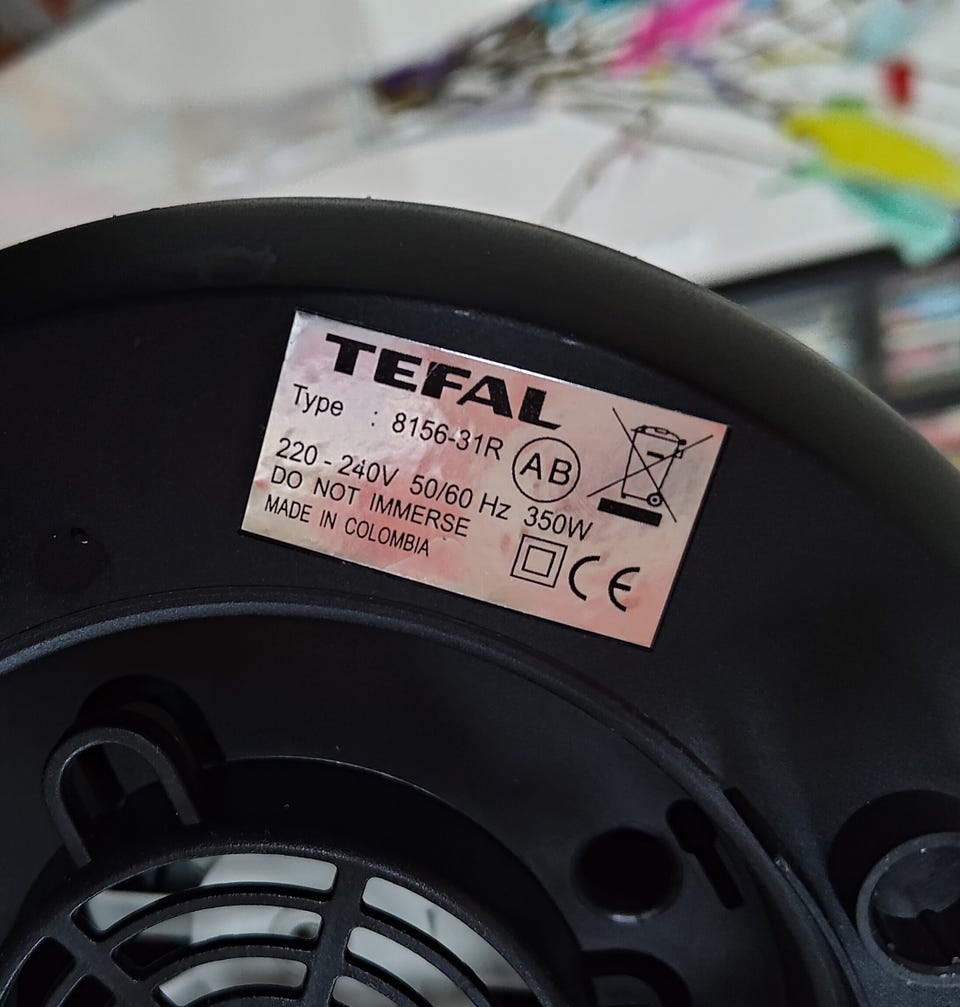 TEFAL
Type : 8156-31R
AB
220 - 240V 50/60 Hz 350W
DO NOT IMMERSE
MADE IN COLOMBIA
CE